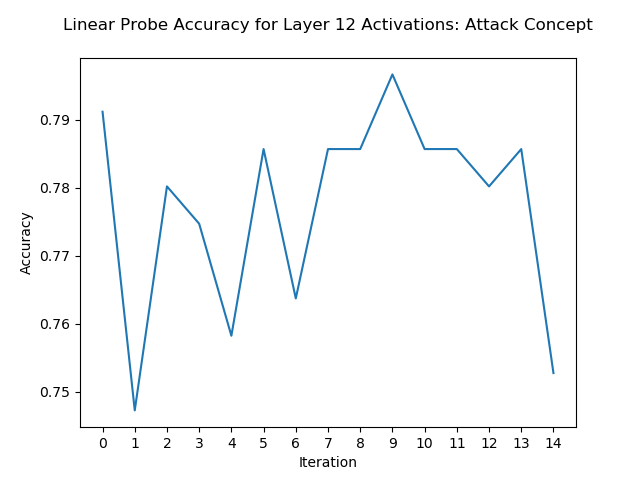 Linear Probe Accuracy for Layer 12 Activations: Attack Concept
0.79
0.78
0.77
0.76
0.75
Accuracy
0 1 2 3 4 5 6 7 8 9 10 11 12 13 14
Iteration